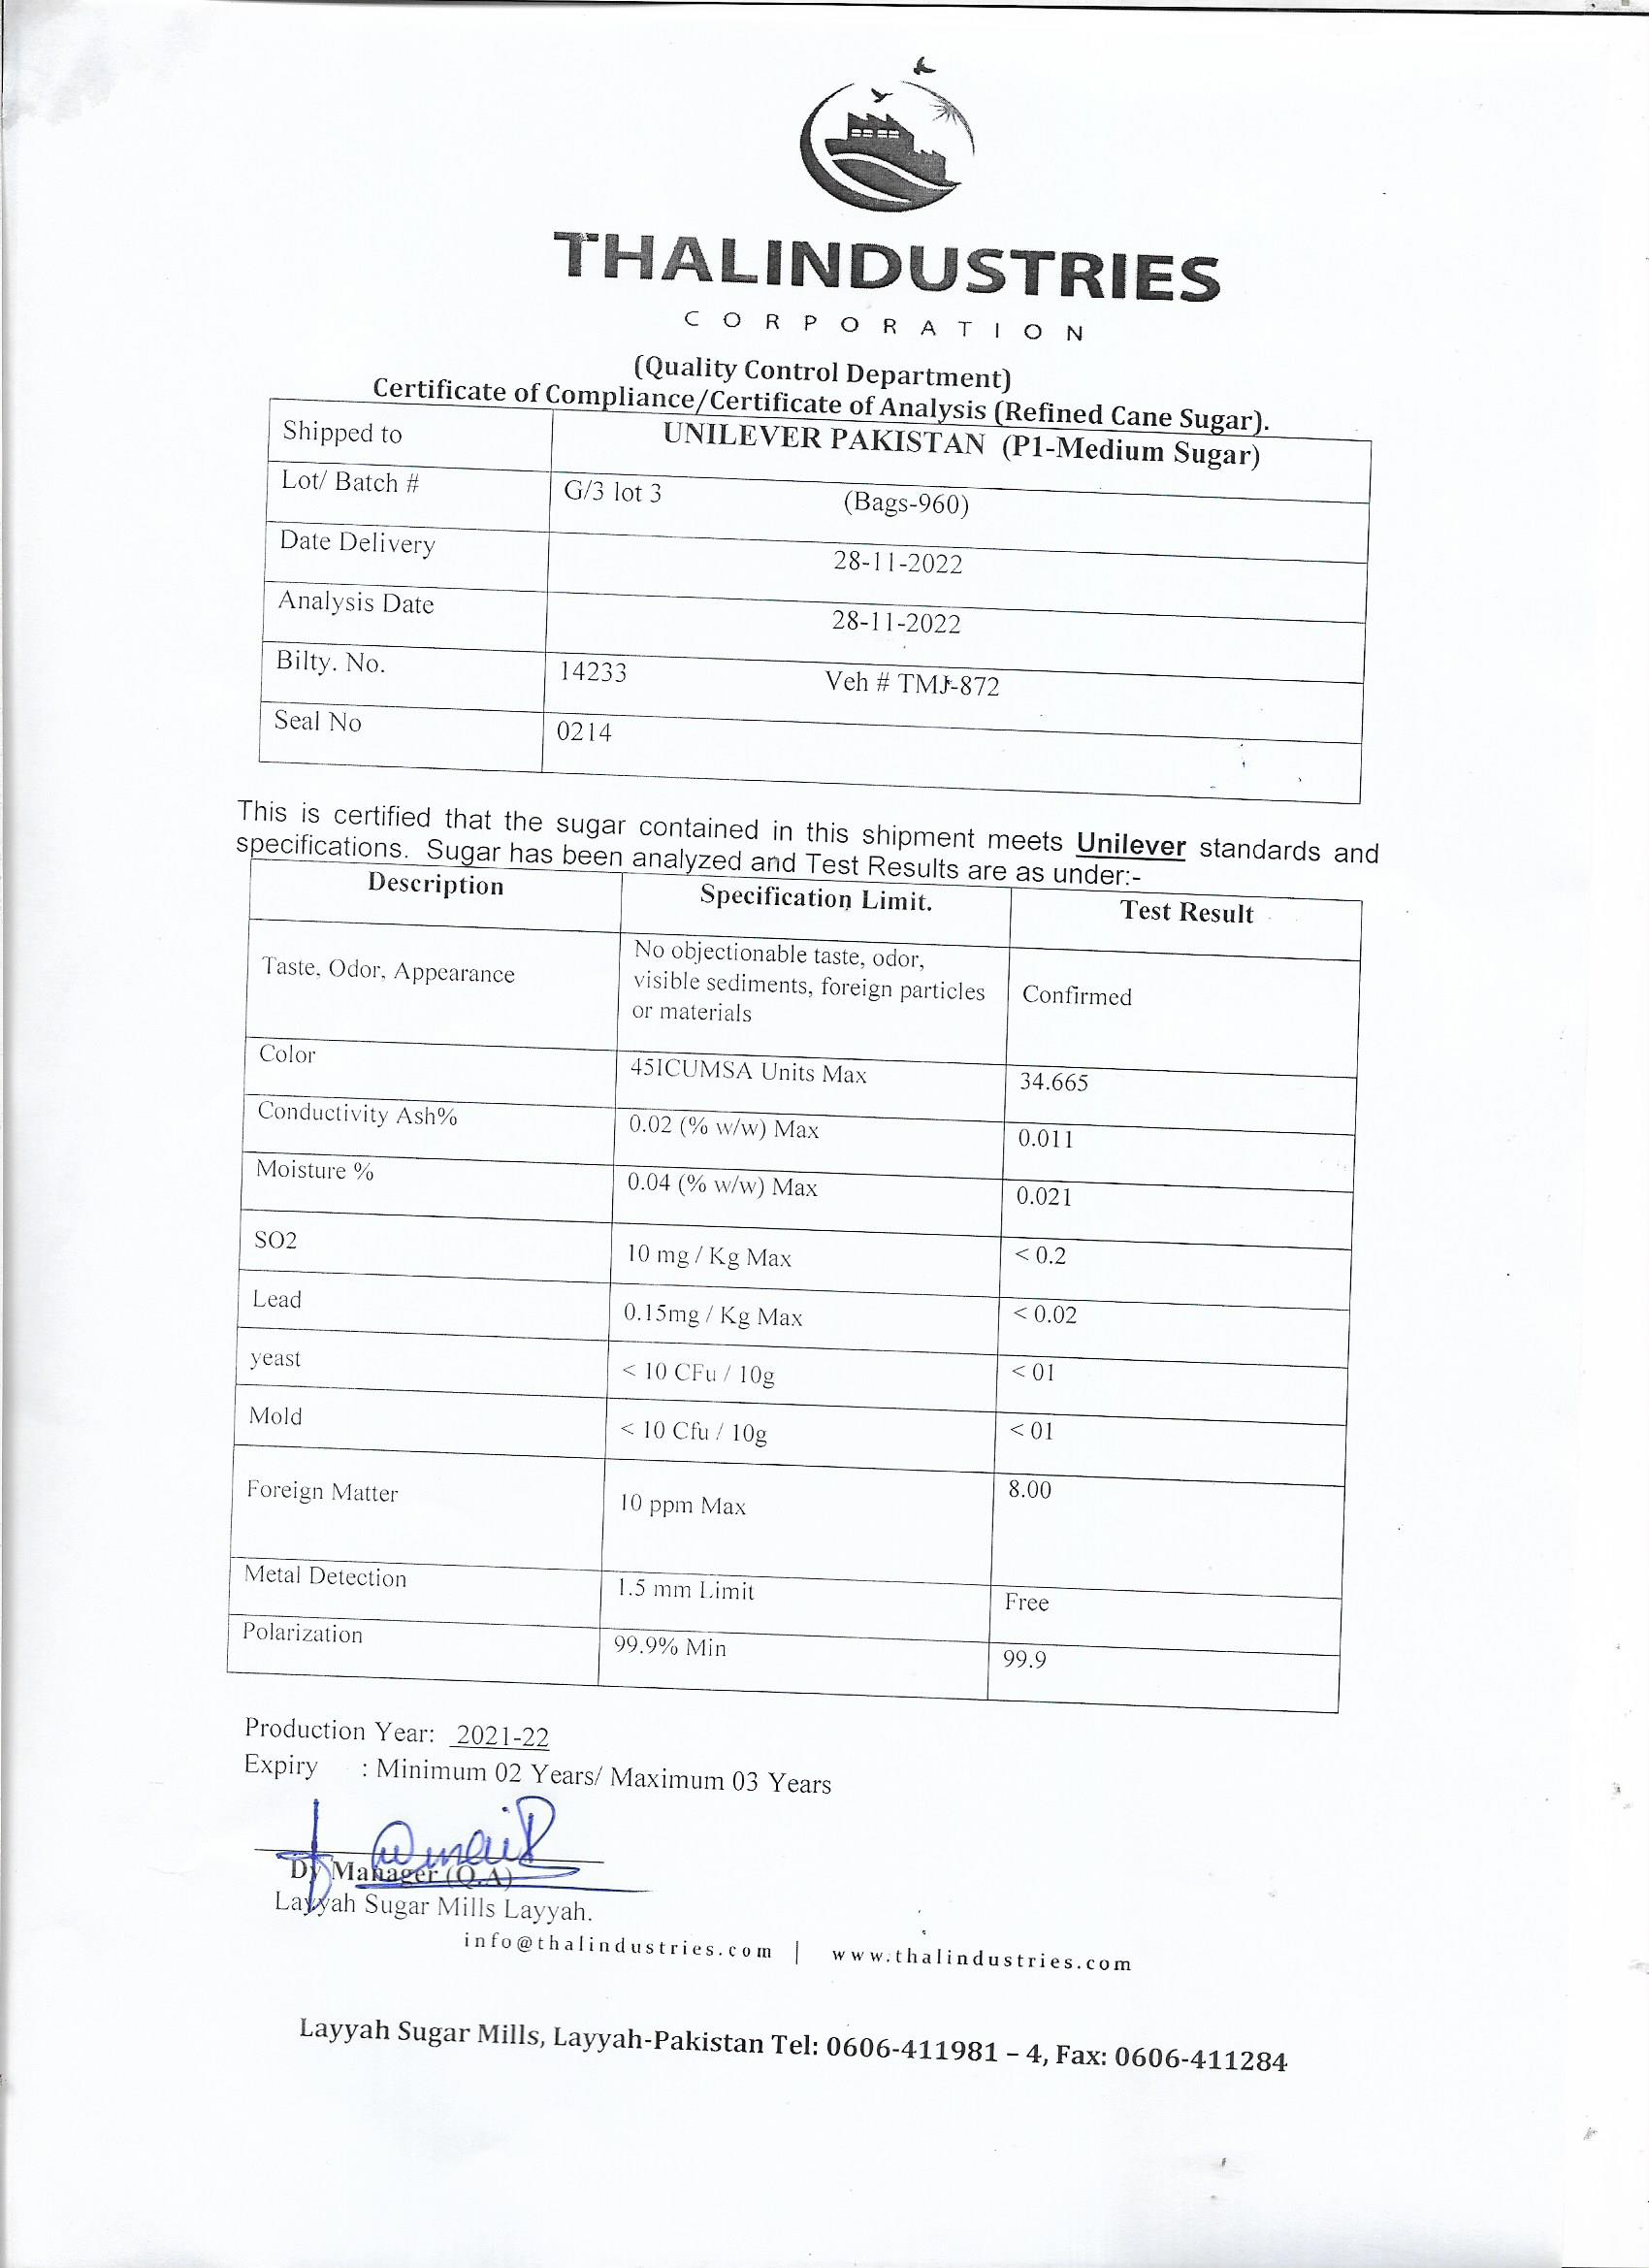 THALINDUSTRIES
CORPORATION
(Quality Control Department)
Certificate of Compliance/Certificate of Analysis (Refined Cane Sugar).
Shipped to UNILEVER PAKISTAN (P1-Medium Sugar)
Lot/ Batch # G/3 lot 3 (Bags-960)
Date Delivery 28-11-2022
Analysis Date 28-11-2022
Bilty. No. 14233 Veh # TMJ-872
Seal No 0214
This is certified that the sugar contained in this shipment meets Unilever standards and
specifications. Sugar has been analyzed and Test Results are as under:-
Description Specification Limit. Test Result
Taste, Odor, Appearance No objectionable taste, odor,
visible sediments, foreign particles
or materials Confirmed
Color 45ICUMSA Units Max 34.665
Conductivity Ash% 0.02 (% w/w) Max 0.011
Moisture % 0.04 (% w/w) Max 0.021
SO2 10 mg / Kg Max < 0.2
Lead 0.15mg / Kg Max < 0.02
yeast < 10 CFu / 10g < 01
Mold < 10 Cfu / 10g < 01
Foreign Matter 10 ppm Max 8.00
Metal Detection 1.5 mm Limit Free
Polarization 99.9% Min 99.9
Production Year: 2021-22
Expiry : Minimum 02 Years/ Maximum 03 Years
Dy Manager (Q.A)
Layyah Sugar Mills Layyah.
info@thalindustries.com | www.thalindustries.com
Layyah Sugar Mills, Layyah-Pakistan Tel: 0606-411981 – 4, Fax: 0606-411284